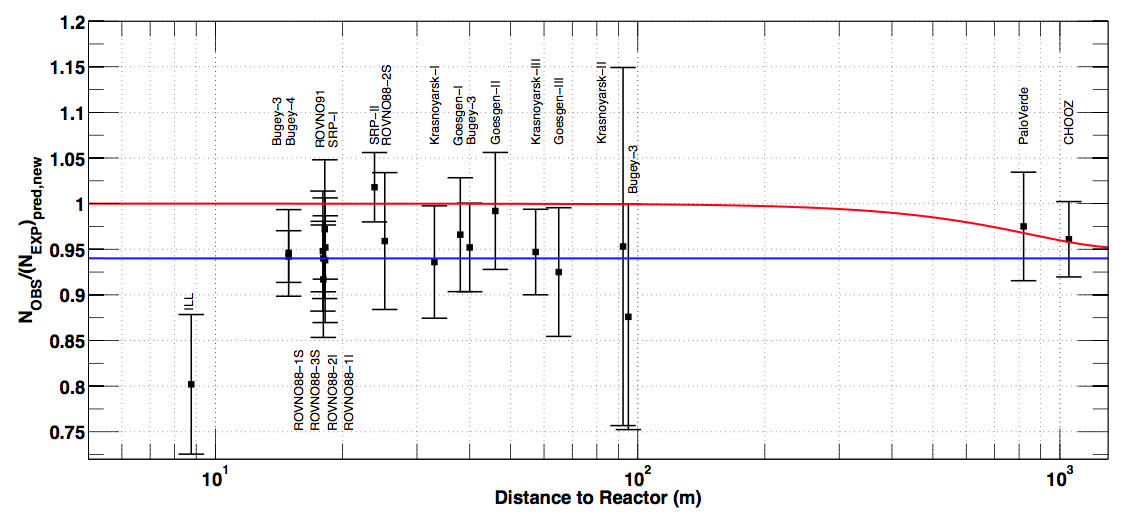 N_OBS/(N_EXP)_pred,new
1.2
1.15
1.1
1.05
1
0.95
0.9
0.85
0.8
0.75
ILL
Bugey−3
Bugey−4
ROVNO91
SRP−I
SRP−II
ROVNO88−2S
Krasnoyarsk−I
Goesgen−I
Bugey−3
Goesgen−II
Krasnoyarsk−III
Goesgen−III
Krasnoyarsk−II
Bugey−3
PaloVerde
CHOOZ
ROVNO88−1S
ROVNO88−3S
ROVNO88−2I
ROVNO88−1I
10^1
10^2
10^3
Distance to Reactor (m)